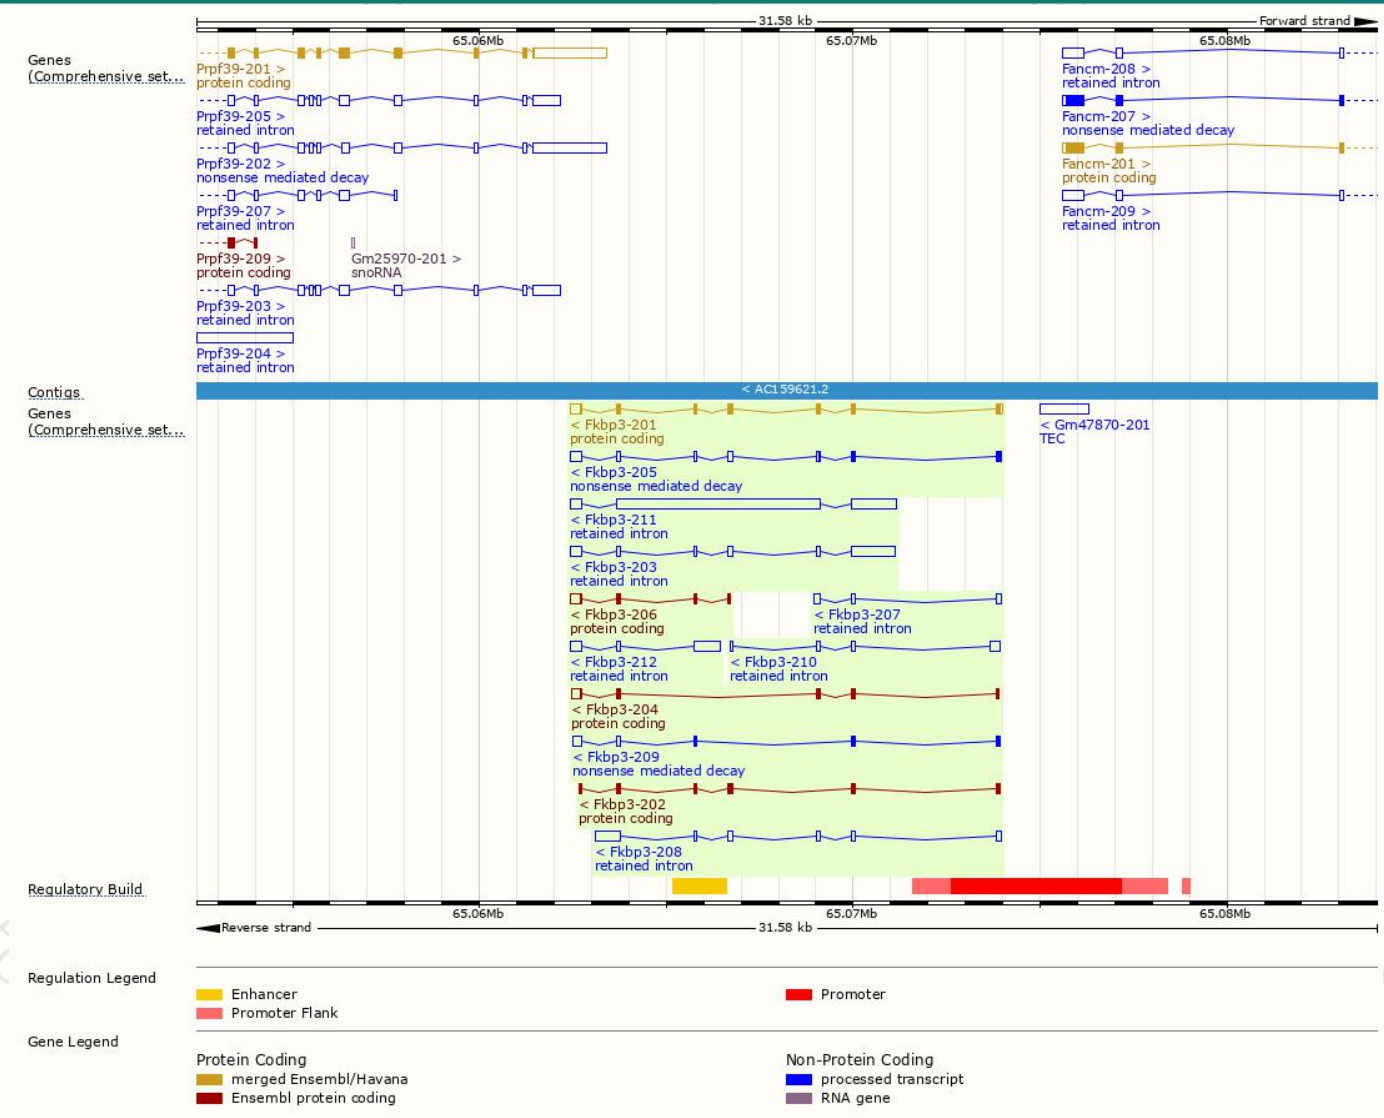 31.58 kb
Forward strand
65.06Mb
65.07Mb
65.08Mb
Genes
(Comprehensive set...
Prpf39-201 >
protein coding
Fancm-208 >
retained intron
Prpf39-205 >
retained intron
Fancm-207 >
nonsense mediated decay
Prpf39-202 >
nonsense mediated decay
Fancm-201 >
protein coding
Prpf39-207 >
retained intron
Fancm-209 >
retained intron
Prpf39-209 >
protein coding
Gm25970-201 >
snoRNA
Prpf39-203 >
retained intron
Prpf39-204 >
retained intron
Contigs
< AC159621.2
Genes
(Comprehensive set...
< Fkbp3-201
protein coding
< Gm47870-201
TEC
< Fkbp3-205
nonsense mediated decay
< Fkbp3-211
retained intron
< Fkbp3-203
retained intron
< Fkbp3-206
protein coding
< Fkbp3-207
retained intron
< Fkbp3-212
retained intron
< Fkbp3-210
retained intron
< Fkbp3-204
protein coding
< Fkbp3-209
nonsense mediated decay
< Fkbp3-202
protein coding
< Fkbp3-208
retained intron
Regulatory Build
65.06Mb
65.07Mb
65.08Mb
Reverse strand
31.58 kb
Regulation Legend
Enhancer
Promoter
Promoter Flank
Gene Legend
Protein Coding
Non-Protein Coding
merged Ensembl/Havana
processed transcript
Ensembl protein coding
RNA gene